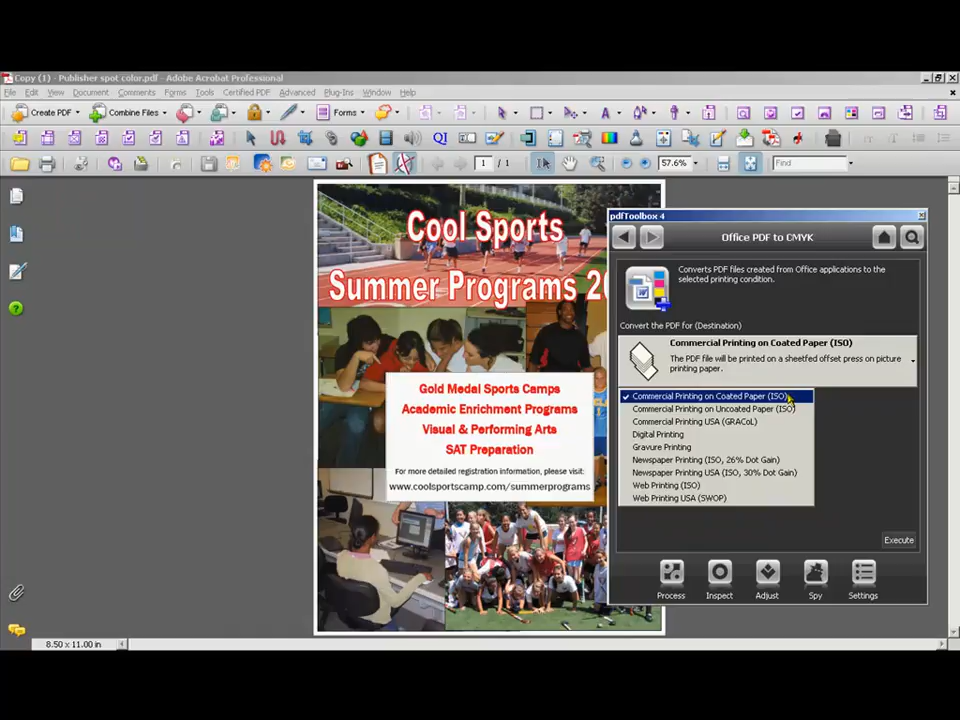 Copy (1) - Publisher spot color.pdf - Adobe Acrobat Professional
File Edit View Document Comments Forms Tools Certified PDF Advanced Plug-Ins Window Help
Create PDF Combine Files Forms
QI
1 / 1 57.6% Find
Cool Sports
Summer Programs 20
Gold Medal Sports Camps
Academic Enrichment Programs
Visual & Performing Arts
SAT Preparation
For more detailed registration information, please visit:
www.coolsportscamp.com/summerprograms
8.50 x 11.00 in
pdfToolbox 4
Office PDF to CMYK
Converts PDF files created from Office applications to the
selected printing condition.
Convert the PDF for (Destination)
Commercial Printing on Coated Paper (ISO)
The PDF file will be printed on a sheetfed offset press on picture
printing paper.
Commercial Printing on Coated Paper (ISO)
Commercial Printing on Uncoated Paper (ISO)
Commercial Printing USA (GRACoL)
Digital Printing
Gravure Printing
Newspaper Printing (ISO, 26% Dot Gain)
Newspaper Printing USA (ISO, 30% Dot Gain)
Web Printing (ISO)
Web Printing USA (SWOP)
Execute
Process Inspect Adjust Spy Settings